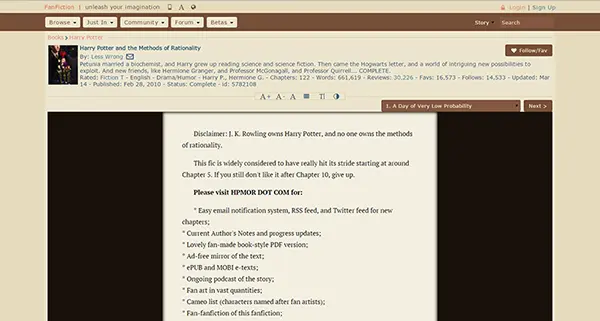 FanFiction | unleash your imagination
Login | Sign Up
Browse Just In Community Forum Betas
Story Search
Books > Harry Potter
Harry Potter and the Methods of Rationality
Follow/Fav
By: Less Wrong
Petunia married a biochemist, and Harry grew up reading science and science fiction. Then came the Hogwarts letter, and a world of intriguing new possibilities to
exploit. And new friends, like Hermione Granger, and Professor McGonagall, and Professor Quirrell... COMPLETE.
Rated: Fiction T - English - Drama/Humor - Harry P., Hermione G. - Chapters: 122 - Words: 661,619 - Reviews: 30,226 - Favs: 16,573 - Follows: 14,533 - Updated: Mar
14 - Published: Feb 28, 2010 - Status: Complete - id: 5782108
A+ A- A
1. A Day of Very Low Probability
Next >
Disclaimer: J. K. Rowling owns Harry Potter, and no one owns the methods
of rationality.
This fic is widely considered to have really hit its stride starting at around
Chapter 5. If you still don't like it after Chapter 10, give up.
Please visit HPMOR DOT COM for:
* Easy email notification system, RSS feed, and Twitter feed for new
chapters;
* Current Author's Notes and progress updates;
* Lovely fan-made book-style PDF version;
* Ad-free mirror of the text;
* ePUB and MOBI e-texts;
* Ongoing podcast of the story;
* Fan art in vast quantities;
* Cameo list (characters named after fan artists);
* Fan-fanfiction of this fanfiction;